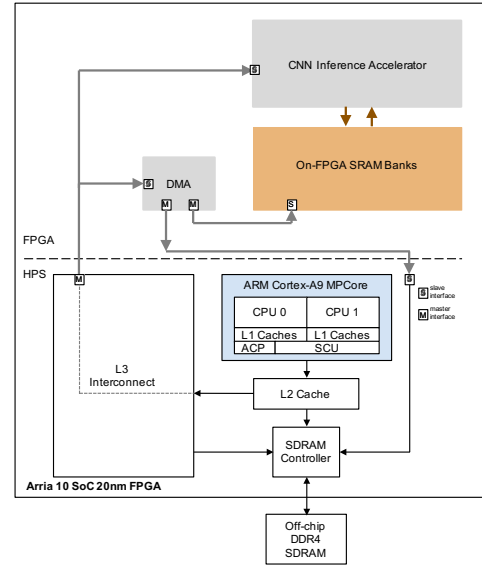 S
CNN Inference Accelerator
On-FPGA SRAM Banks
S
DMA
M
M
S
FPGA
HPS
M
ARM Cortex-A9 MPCore
CPU 0
CPU 1
L1 Caches
L1 Caches
ACP
SCU
S
S
slave
interface
M
master
interface
L3
Interconnect
L2 Cache
SDRAM
Controller
Arria 10 SoC 20nm FPGA
Off-chip
DDR4
SDRAM